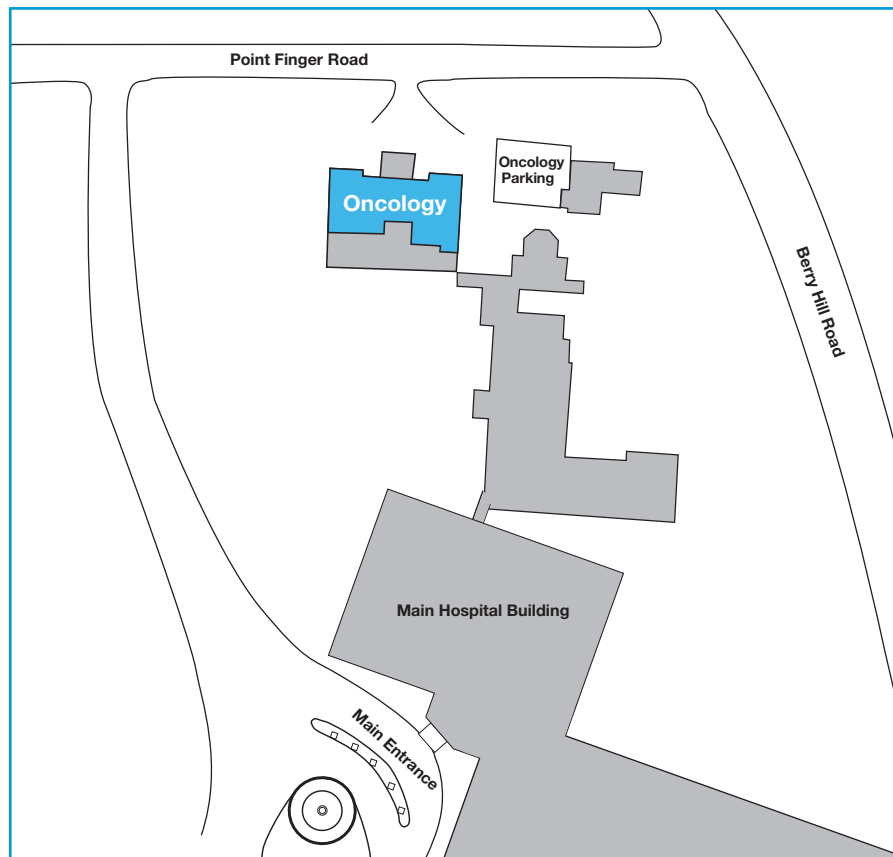 Point Finger Road
Oncology
Parking
Oncology
Berry Hill Road
Main Hospital Building
Main Entrance